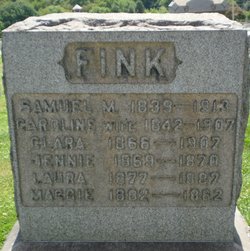 FINK
SAMUEL M. 1839–1913
CAROLINE WIFE 1842–1907
CLARA 1866–1907
JENNIE 1869–1870
LAURA 1877–1882
MAGGIE 1882–1882